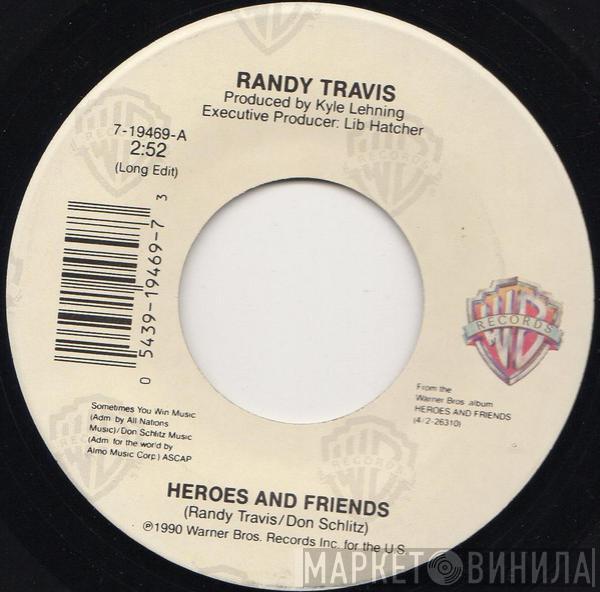 RANDY TRAVIS
Produced by Kyle Lehning
Executive Producer: Lib Hatcher
7-19469-A
2:52
(Long Edit)
0 5439-19469-7 3
RECORDS
From the
Warner Bros. album
HEROES AND FRIENDS
(4/2-26310)
Sometimes You Win Music
(Adm. by All Nations
Music)/Don Schlitz Music
(Adm. for the world by
Almo Music Corp.) ASCAP
HEROES AND FRIENDS
(Randy Travis/Don Schlitz)
℗1990 Warner Bros. Records Inc. for the U.S.
МАРКЕТ ВИНИЛА